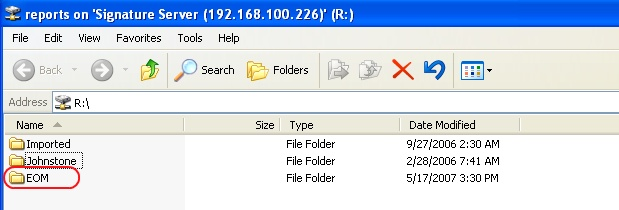 reports on 'Signature Server (192.168.100.226)' (R:)
File Edit View Favorites Tools Help
Back Search Folders
Address R:\
Name Size Type Date Modified
Imported File Folder 9/27/2006 2:30 AM
Johnstone File Folder 2/28/2006 7:41 AM
EOM File Folder 5/17/2007 3:30 PM